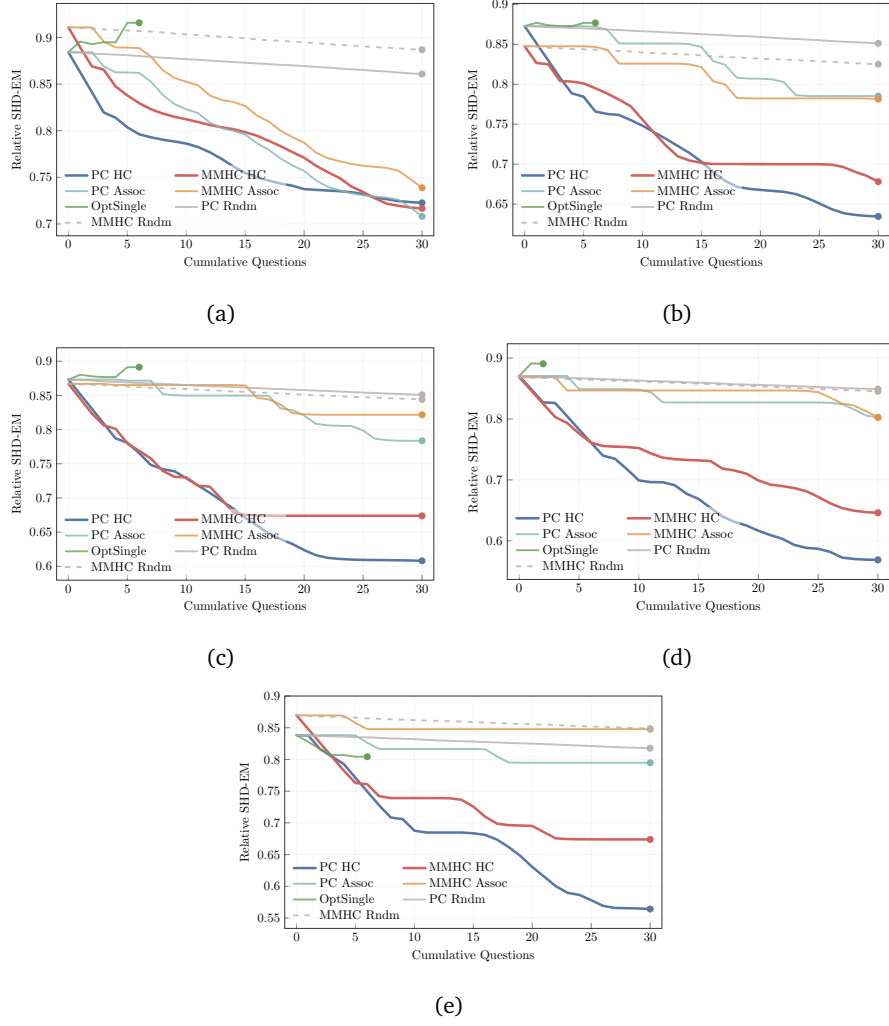 Relative SHD-EM
0.9
0.85
0.8
0.75
0.7
PC HC
MMHC HC
PC Assoc
MMHC Assoc
OptSingle
PC Rndm
MMHC Rndm
0 5 10 15 20 25 30
Cumulative Questions
(a)
Relative SHD-EM
0.9
0.85
0.8
0.75
0.7
0.65
PC HC
MMHC HC
PC Assoc
MMHC Assoc
OptSingle
PC Rndm
MMHC Rndm
0 5 10 15 20 25 30
Cumulative Questions
(b)
Relative SHD-EM
0.9
0.85
0.8
0.75
0.7
0.65
0.6
PC HC
MMHC HC
PC Assoc
MMHC Assoc
OptSingle
PC Rndm
MMHC Rndm
0 5 10 15 20 25 30
Cumulative Questions
(c)
Relative SHD-EM
0.9
0.8
0.7
0.6
PC HC
MMHC HC
PC Assoc
MMHC Assoc
OptSingle
PC Rndm
MMHC Rndm
0 5 10 15 20 25 30
Cumulative Questions
(d)
Relative SHD-EM
0.9
0.85
0.8
0.75
0.7
0.65
0.6
0.55
PC HC
MMHC HC
PC Assoc
MMHC Assoc
OptSingle
PC Rndm
MMHC Rndm
0 5 10 15 20 25 30
Cumulative Questions
(e)